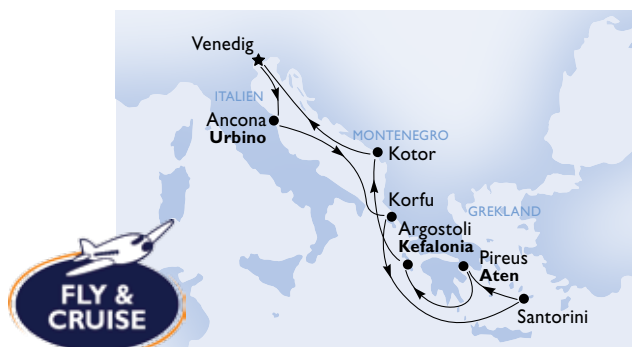 Venedig
ITALIEN
Ancona
Urbino
MONTENEGRO
Kotor
Korfu
GREKLAND
Argostoli
Kefalonia
Pireus
Aten
Santorini
FLY &
CRUISE